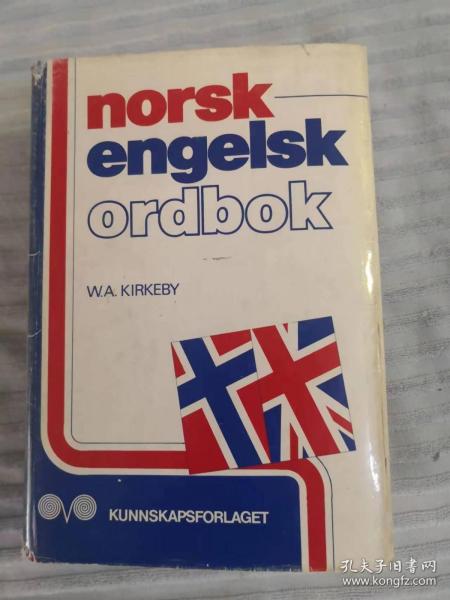 norsk
engelsk
ordbok
W.A. KIRKEBY
KUNNSKAPSFORLAGET
孔夫子旧书网
www.kongfz.com